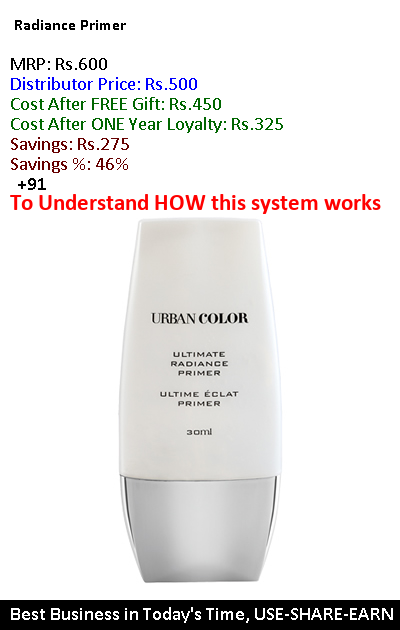 Radiance Primer
MRP: Rs.600
Distributor Price: Rs.500
Cost After FREE Gift: Rs.450
Cost After ONE Year Loyalty: Rs.325
Savings: Rs.275
Savings %: 46%
+91
To Understand HOW this system works
URBAN COLOR
ULTIMATE
RADIANCE
PRIMER
ULTIME ÉCLAT
PRIMER
30ml
Best Business in Today's Time, USE-SHARE-EARN